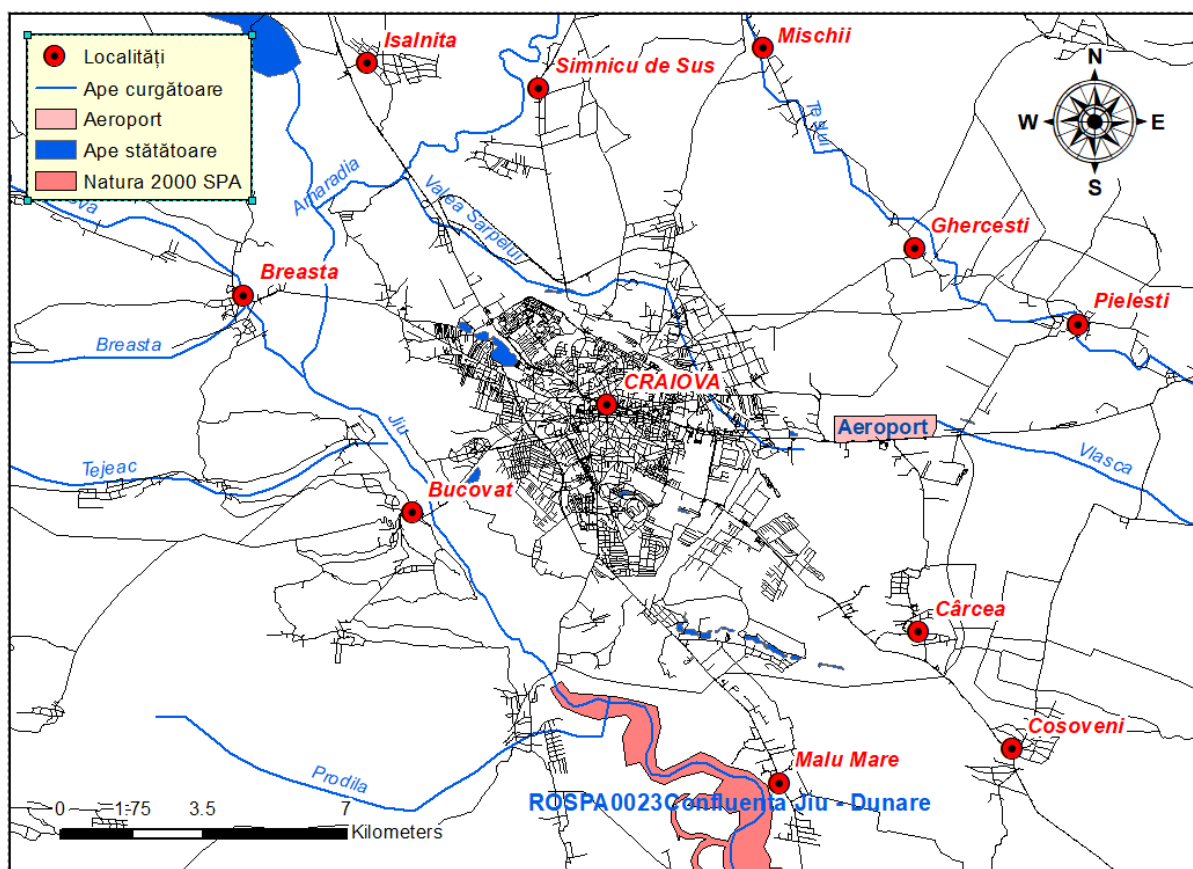 Localități
Ape curgătoare
Aeroport
Ape stătătoare
Natura 2000 SPA
Isalnita
Simnicu de Sus
Mischii
N
W
E
S
Teslui
Amaradia
Valea Sarpelui
Ghercesti
Breasta
Pielesti
Breasta
CRAIOVA
Jiu
Aeroport
Tejeac
Vlasca
Bucovat
Cârcea
Cosoveni
Prodila
Malu Mare
ROSPA0023Confluenta Jiu - Dunare
0 1.75 3.5 7
Kilometers